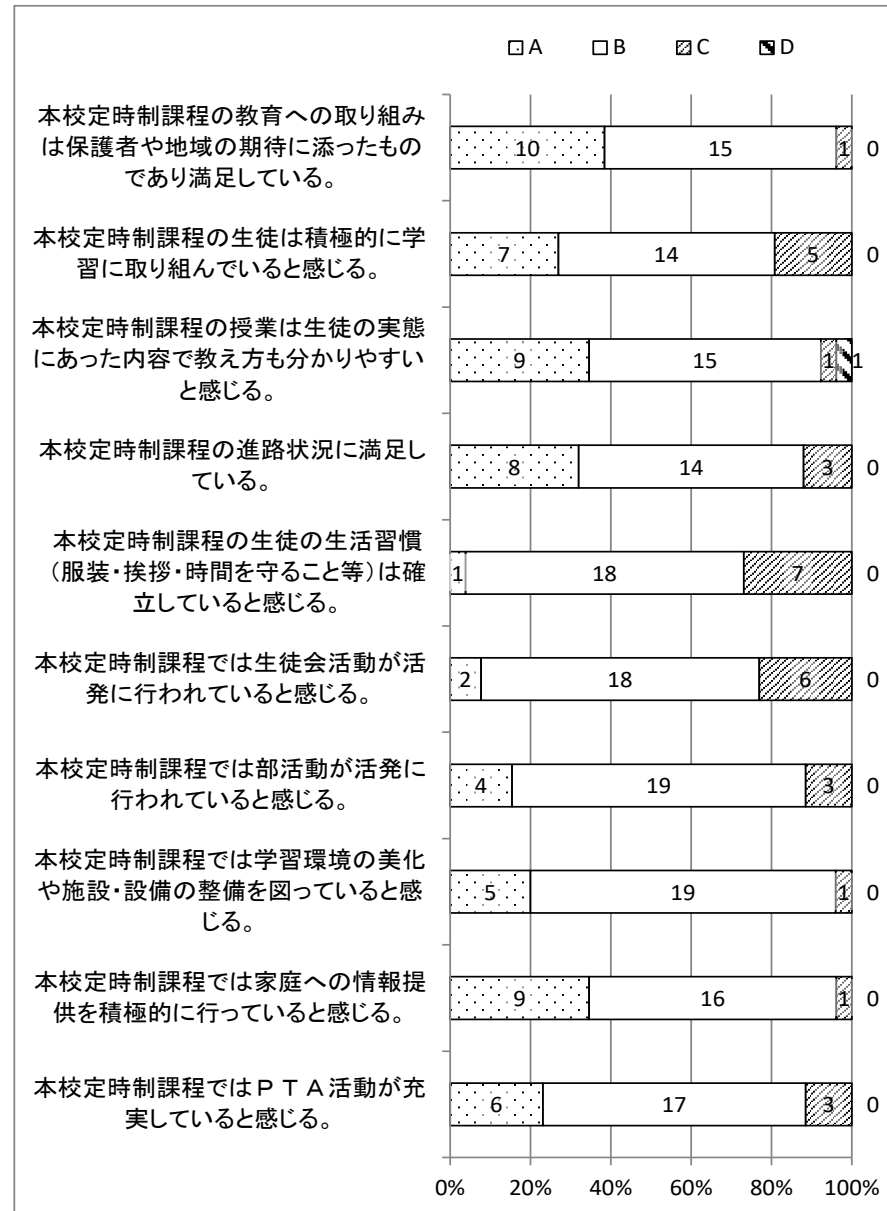 A B C D
本校定時制課程の教育への取り組み
は保護者や地域の期待に添ったもの
であり満足している。
10 15 1 0
本校定時制課程の生徒は積極的に学
習に取り組んでいると感じる。
7 14 5 0
本校定時制課程の授業は生徒の実態
にあった内容で教え方も分かりやすい
と感じる。
9 15 1 1
本校定時制課程の進路状況に満足し
ている。
8 14 3 0
本校定時制課程の生徒の生活習慣
（服装・挨拶・時間を守ること等）は確
立していると感じる。
1 18 7 0
本校定時制課程では生徒会活動が活
発に行われていると感じる。
2 18 6 0
本校定時制課程では部活動が活発に
行われていると感じる。
4 19 3 0
本校定時制課程では学習環境の美化
や施設・設備の整備を図っていると感
じる。
5 19 1 0
本校定時制課程では家庭への情報提
供を積極的に行っていると感じる。
9 16 1 0
本校定時制課程ではＰＴＡ活動が充
実していると感じる。
6 17 3 0
0% 20% 40% 60% 80% 100%